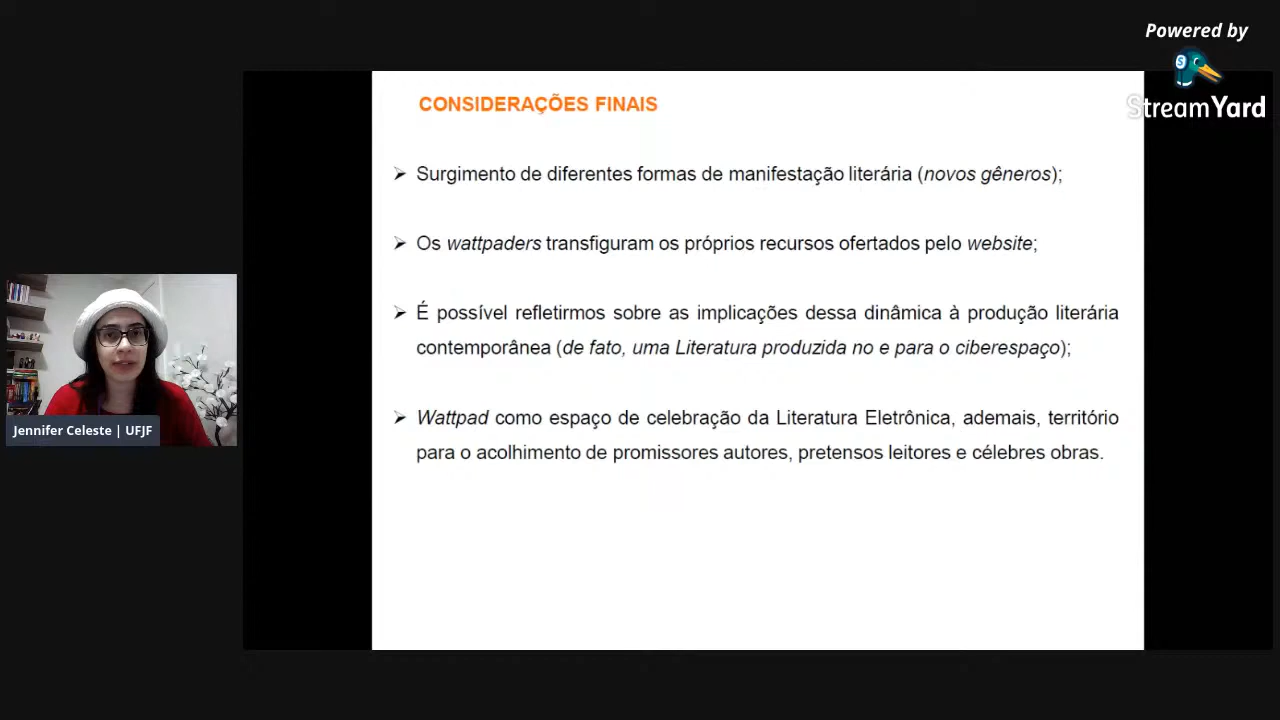 Powered by
StreamYard
CONSIDERAÇÕES FINAIS
➢ Surgimento de diferentes formas de manifestação literária (novos gêneros);
➢ Os wattpaders transfiguram os próprios recursos ofertados pelo website;
➢ É possível refletirmos sobre as implicações dessa dinâmica à produção literária
contemporânea (de fato, uma Literatura produzida no e para o ciberespaço);
➢ Wattpad como espaço de celebração da Literatura Eletrônica, ademais, território
para o acolhimento de promissores autores, pretensos leitores e célebres obras.
Jennifer Celeste | UFJF